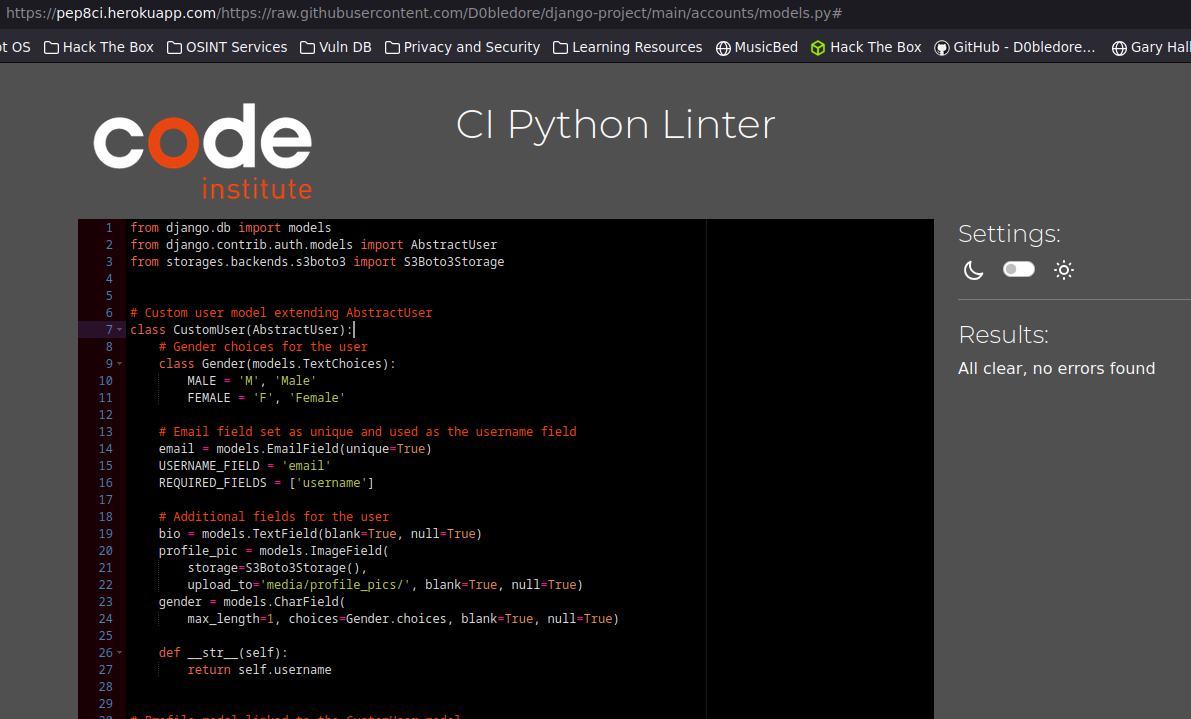 https://pep8ci.herokuapp.com/https://raw.githubusercontent.com/D0bledore/django-project/main/accounts/models.py#
ot OS Hack The Box OSINT Services Vuln DB Privacy and Security Learning Resources MusicBed Hack The Box GitHub - D0bledore... Gary Hall
code
institute
CI Python Linter
1 from django.db import models
2 from django.contrib.auth.models import AbstractUser
3 from storages.backends.s3boto3 import S3Boto3Storage
4
5
6 # Custom user model extending AbstractUser
7 class CustomUser(AbstractUser):
8     # Gender choices for the user
9     class Gender(models.TextChoices):
10         MALE = 'M', 'Male'
11         FEMALE = 'F', 'Female'
12
13     # Email field set as unique and used as the username field
14     email = models.EmailField(unique=True)
15     USERNAME_FIELD = 'email'
16     REQUIRED_FIELDS = ['username']
17
18     # Additional fields for the user
19     bio = models.TextField(blank=True, null=True)
20     profile_pic = models.ImageField(
21         storage=S3Boto3Storage(),
22         upload_to='media/profile_pics/', blank=True, null=True)
23     gender = models.CharField(
24         max_length=1, choices=Gender.choices, blank=True, null=True)
25
26     def __str__(self):
27         return self.username
28
29
Settings:
Results:
All clear, no errors found